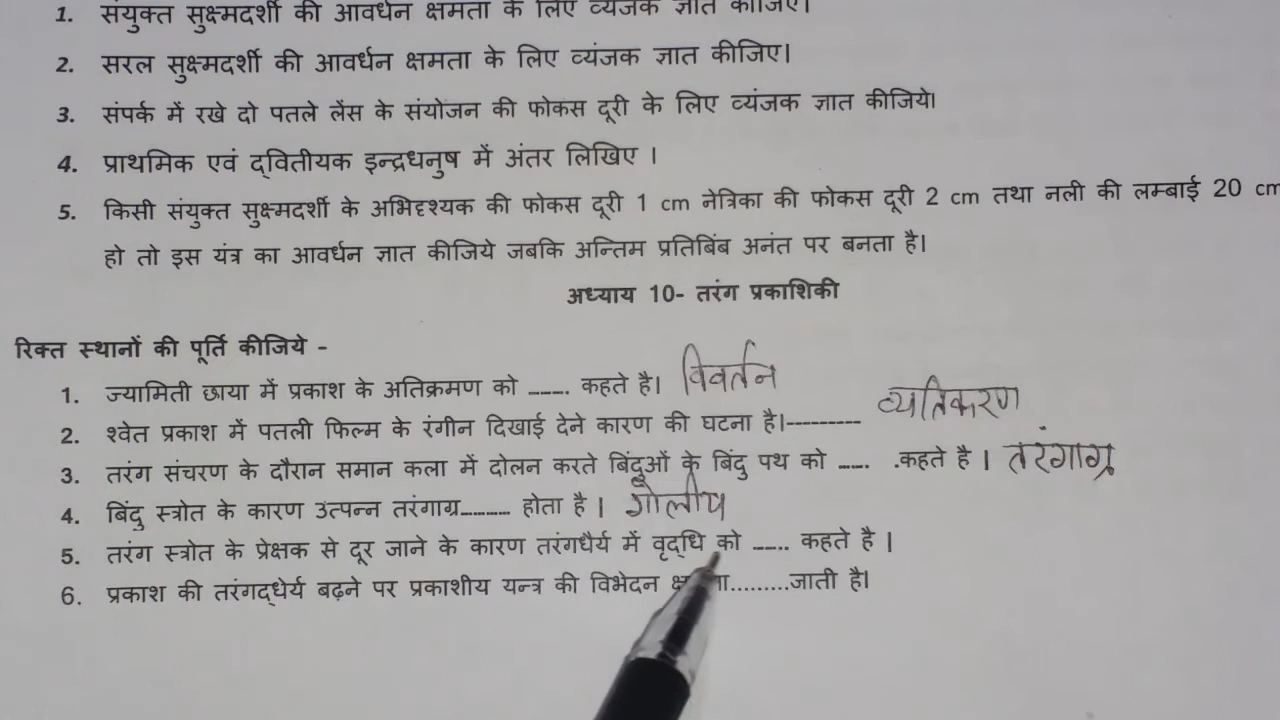 1. संयुक्त सुक्ष्मदर्शी की आवर्धन क्षमता के लिए व्यंजक ज्ञात कीजिए।
2. सरल सुक्ष्मदर्शी की आवर्धन क्षमता के लिए व्यंजक ज्ञात कीजिए।
3. संपर्क में रखे दो पतले लेंस के संयोजन की फोकस दूरी के लिए व्यंजक ज्ञात कीजिये।
4. प्राथमिक एवं द्वितीयक इन्द्रधनुष में अंतर लिखिए ।
5. किसी संयुक्त सुक्ष्मदर्शी के अभिदृश्यक की फोकस दूरी 1 cm नेत्रिका की फोकस दूरी 2 cm तथा नली की लम्बाई 20 cm
हो तो इस यंत्र का आवर्धन ज्ञात कीजिये जबकि अन्तिम प्रतिबिंब अनंत पर बनता है।
अध्याय 10- तरंग प्रकाशिकी
रिक्त स्थानों की पूर्ति कीजिये -
1. ज्यामिती छाया में प्रकाश के अतिक्रमण को ……. कहते है। विवर्तन
2. श्वेत प्रकाश में पतली फिल्म के रंगीन दिखाई देने कारण की घटना है।--------- व्यतिकरण
3. तरंग संचरण के दौरान समान कला में दोलन करते बिंदुओं के बिंदु पथ को …… .कहते है । तरंगाग्र
4. बिंदु स्त्रोत के कारण उत्पन्न तरंगाग्र……… होता है । गोलीय
5. तरंग स्त्रोत के प्रेक्षक से दूर जाने के कारण तरंगधैर्य में वृद्धि को ……. कहते है ।
6. प्रकाश की तरंगद्धेर्य बढ़ने पर प्रकाशीय यन्त्र की विभेदन .........जाती है।